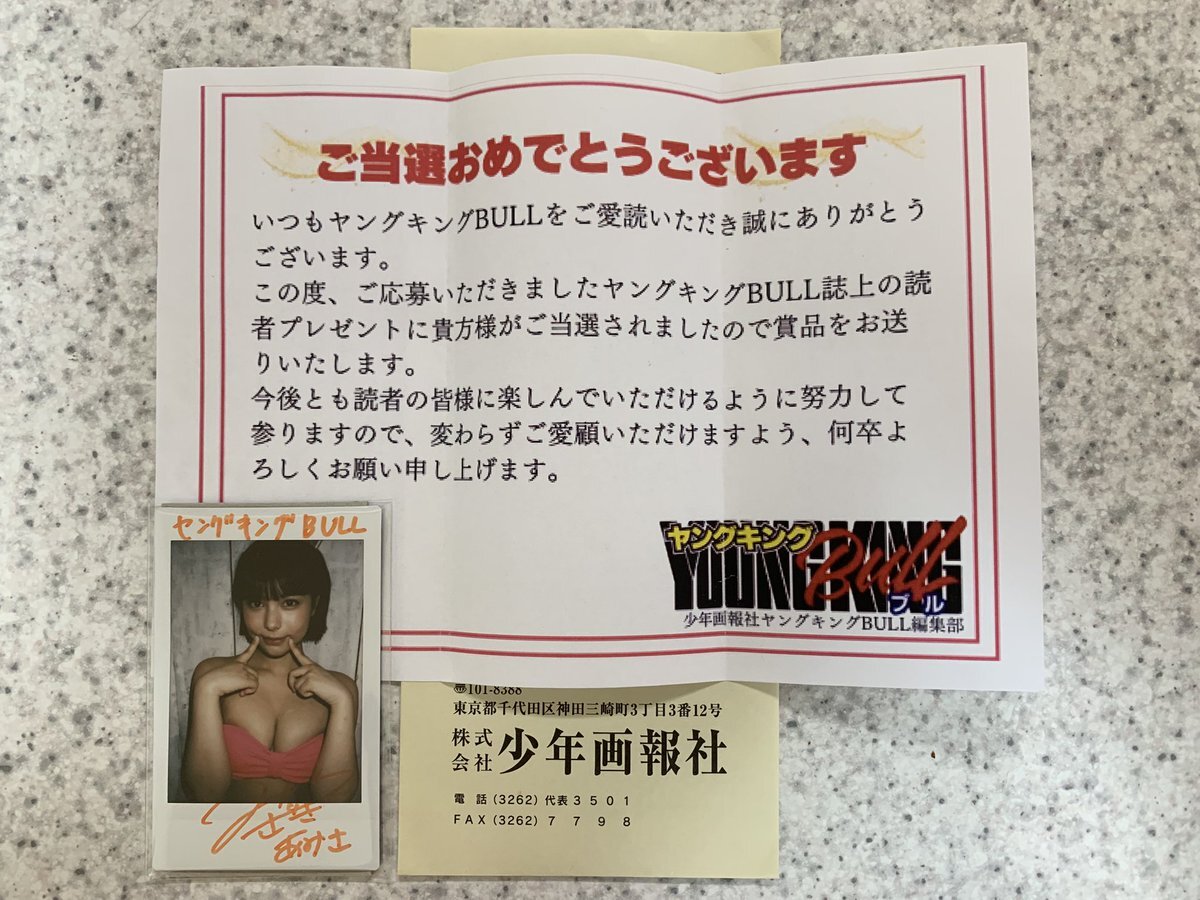 ご当選おめでとうございます
いつもヤングキングBULLをご愛読いただき誠にありがとう
ございます。
この度、ご応募いただきましたヤングキングBULL誌上の読
者プレゼントに貴方様がご当選されましたので賞品をお送
りいたします。
今後とも読者の皆様に楽しんでいただけるように努力して
参りますので、変わらずご愛顧いただけますよう、何卒よ
ろしくお願い申し上げます。
ヤングキング
YOUNGKING
Bull
ブル
少年画報社ヤングキングBULL編集部
ヤングキングBULL
あみさ
〠101-8388
東京都千代田区神田三崎町3丁目3番12号
株式会社 少年画報社
電話(3262)代表3501
FAX(3262)7798